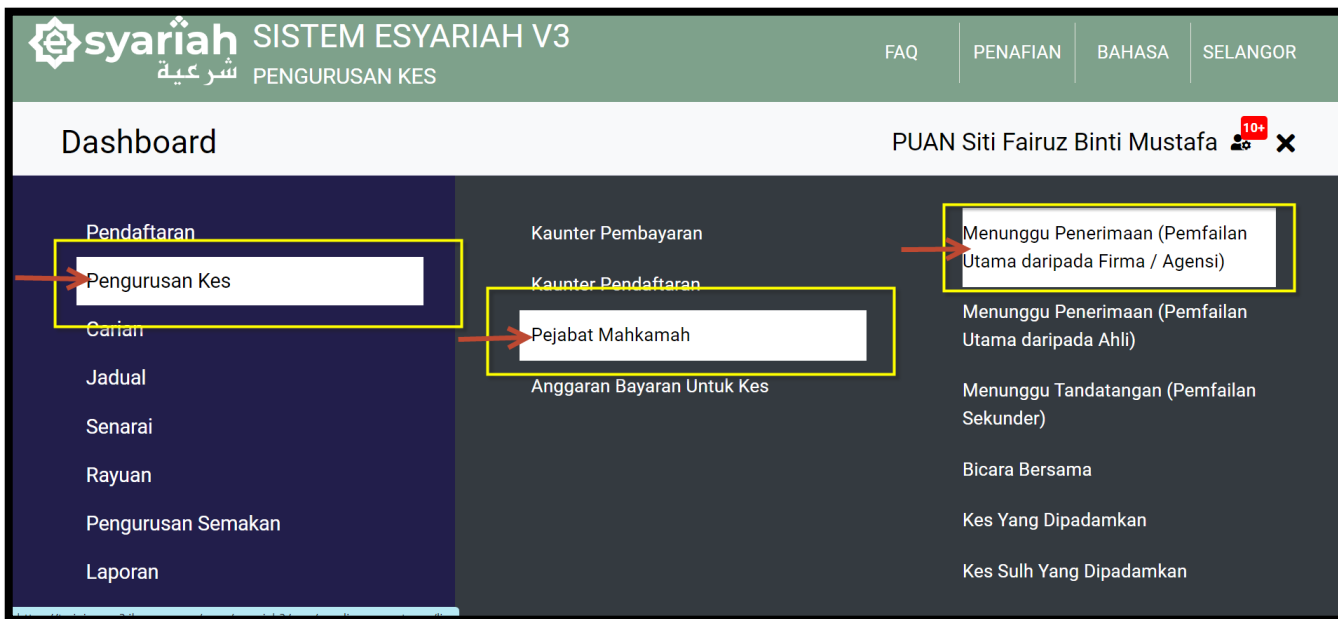 esyariah SISTEM ESYARIAH V3
شرعية PENGURUSAN KES
FAQ
PENAFIAN
BAHASA
SELANGOR
Dashboard
PUAN Siti Fairuz Binti Mustafa 10+
Pendaftaran
Pengurusan Kes
Carian
Jadual
Senarai
Rayuan
Pengurusan Semakan
Laporan
Kaunter Pembayaran
Kaunter Pendaftaran
Pejabat Mahkamah
Anggaran Bayaran Untuk Kes
Menunggu Penerimaan (Pemfailan
Utama daripada Firma / Agensi)
Menunggu Penerimaan (Pemfailan
Utama daripada Ahli)
Menunggu Tandatangan (Pemfailan
Sekunder)
Bicara Bersama
Kes Yang Dipadamkan
Kes Sulh Yang Dipadamkan